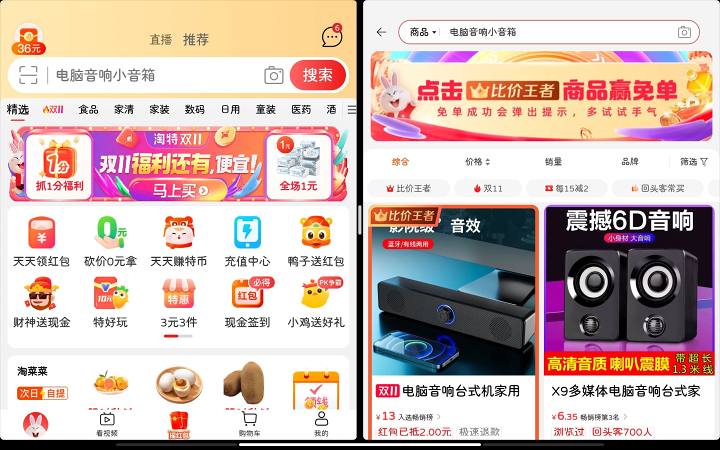 36元
直播 推荐
6
电脑音响小音箱
搜索
精选 双11 食品 家清 家装 数码 日用 童装 医药 酒
淘特双11
1分
抓1分福利
双11福利还有,便宜!
马上买
1元
全场1元
天天领红包 砍价0元拿 天天赚特币 充值中心 鸭子送红包
0元
10元
特惠
必得
红包
PK争霸
财神送现金 特好玩 3元3件 现金签到 小鸡送好礼
淘菜菜
次日 自提
领钱
看视频 购物车 我的
商品 电脑音响小音箱
点击 比价王者 商品赢免单
免单成功会弹出提示,多试试手气
综合 价格 销量 品牌 筛选
比价王者 双11 每15减2 回头客常买
比价王者
影院级 音效
蓝牙/有线两用
双11 电脑音响台式机家用
¥13 入选畅销榜
红包已抵2.00元 极速退款
震撼6D音响
小身材 大音响
高清音质 喇叭震膜
带超长
1.3米线
X9多媒体电脑音响台式家
¥6.35 畅销榜第3名
浏览过 回头客700人